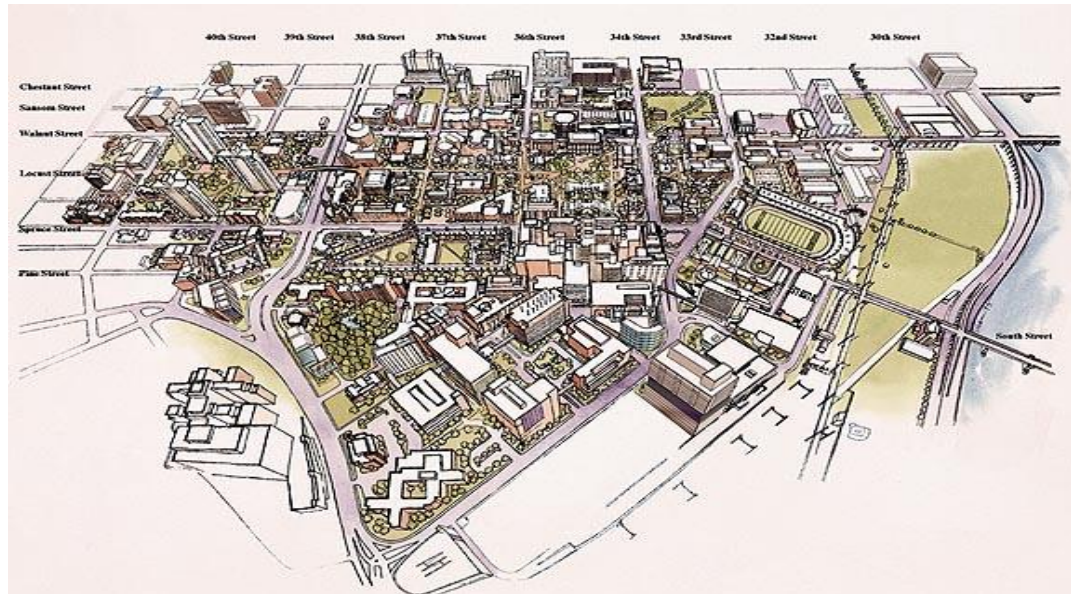 40th Street 39th Street 38th Street 37th Street 36th Street 34th Street 33rd Street 32nd Street 30th Street
Chestnut Street
Sansom Street
Walnut Street
Locust Street
Spruce Street
Pine Street
South Street